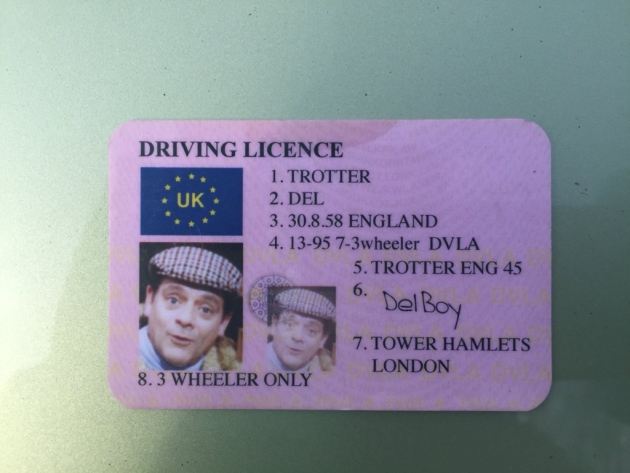 DRIVING LICENCE
UK
1. TROTTER
2. DEL
3. 30.8.58 ENGLAND
4. 13-95 7-3wheeler DVLA
5. TROTTER ENG 45
6. DelBoy
7. TOWER HAMLETS
LONDON
8. 3 WHEELER ONLY